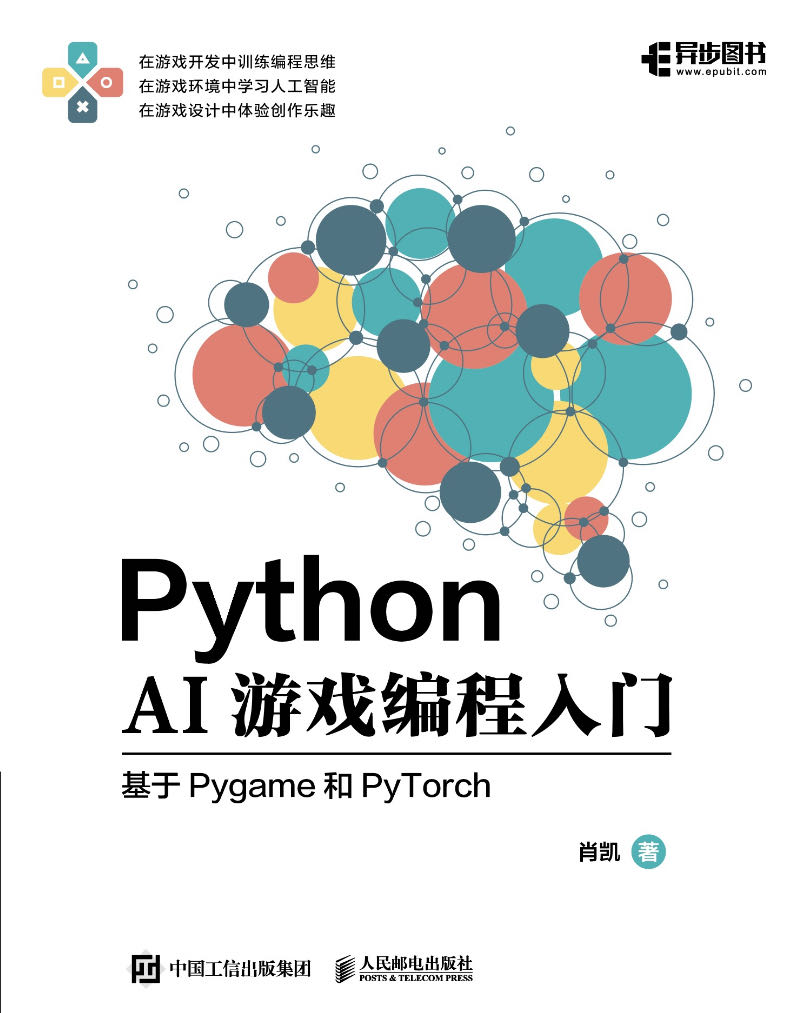 在游戏开发中训练编程思维
在游戏环境中学习人工智能
在游戏设计中体验创作乐趣
异步图书
www.epubit.com
Python
AI 游戏编程入门
基于 Pygame 和 PyTorch
肖凯 著
中国工信出版集团
人民邮电出版社
POSTS & TELECOM PRESS